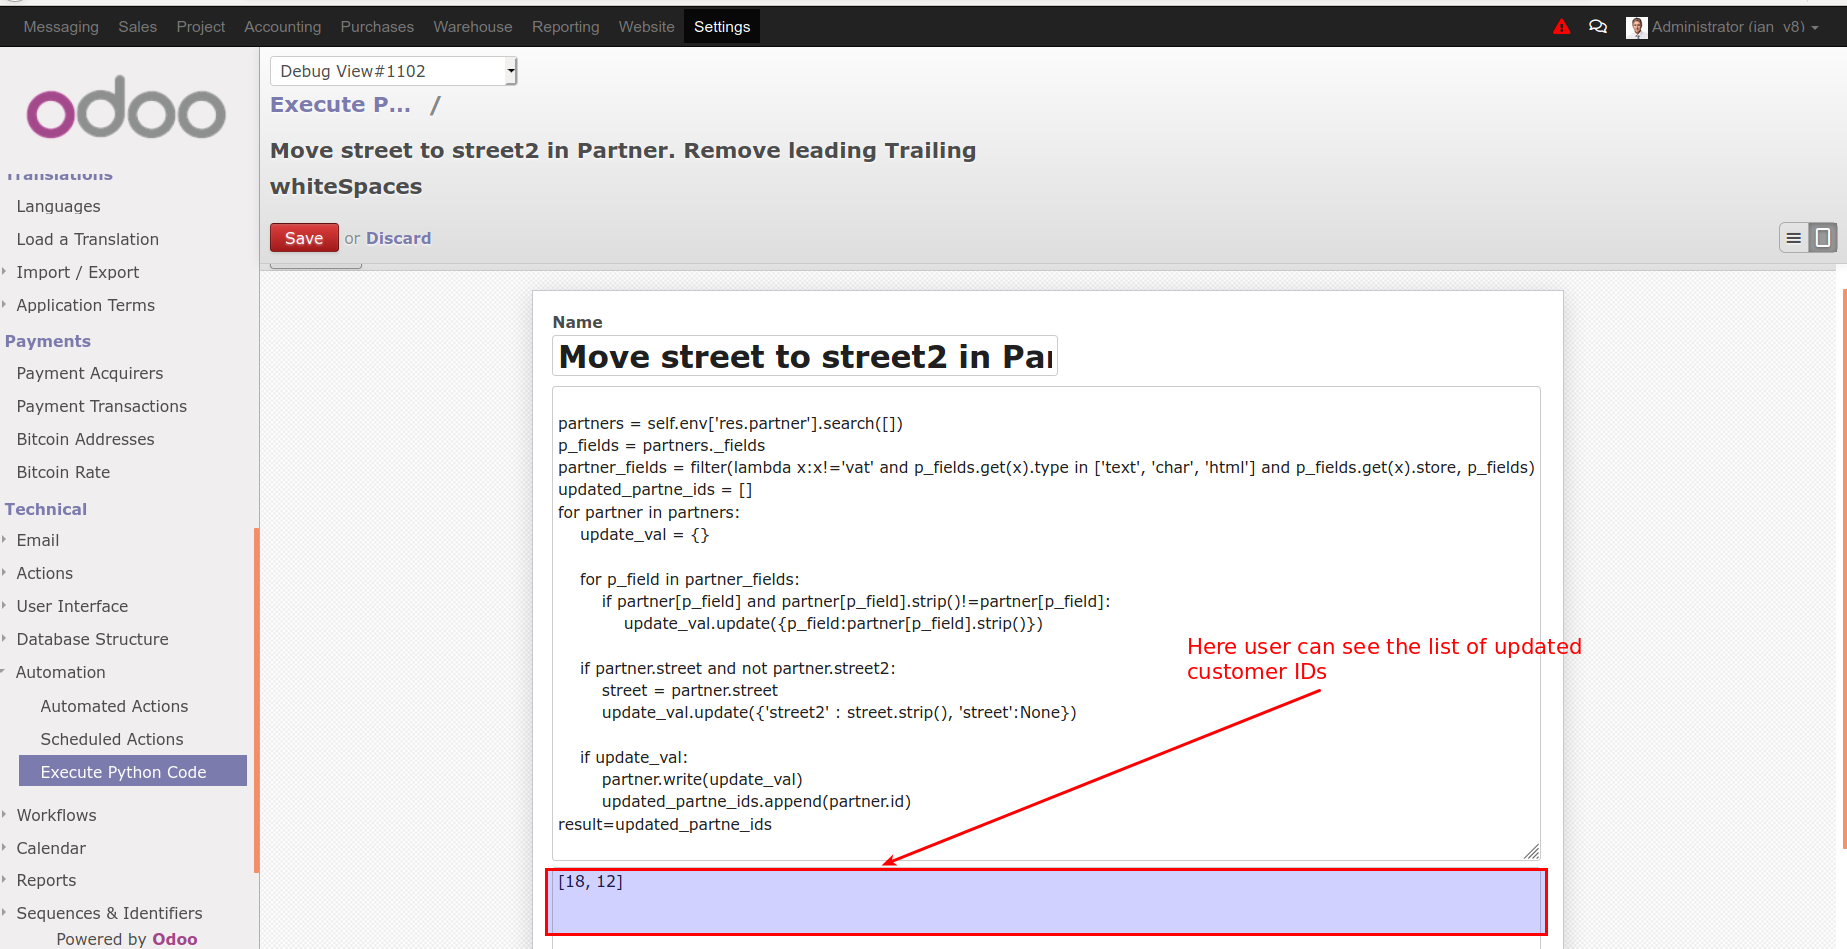 Messaging Sales Project Accounting Purchases Warehouse Reporting Website Settings Administrator (ian_v8)
odoo
Translations
Languages
Load a Translation
Import / Export
Application Terms
Payments
Payment Acquirers
Payment Transactions
Bitcoin Addresses
Bitcoin Rate
Technical
Email
Actions
User Interface
Database Structure
Automation
Automated Actions
Scheduled Actions
Execute Python Code
Workflows
Calendar
Reports
Sequences & Identifiers
Powered by Odoo
Debug View#1102
Execute P... /
Move street to street2 in Partner. Remove leading Trailing
whiteSpaces
Save or Discard
Name
Move street to street2 in Par
partners = self.env['res.partner'].search([])
p_fields = partners._fields
partner_fields = filter(lambda x:x!='vat' and p_fields.get(x).type in ['text', 'char', 'html'] and p_fields.get(x).store, p_fields)
updated_partne_ids = []
for partner in partners:
update_val = {}
for p_field in partner_fields:
if partner[p_field] and partner[p_field].strip()!=partner[p_field]:
update_val.update({p_field:partner[p_field].strip()})
if partner.street and not partner.street2:
street = partner.street
update_val.update({'street2' : street.strip(), 'street':None})
if update_val:
partner.write(update_val)
updated_partne_ids.append(partner.id)
result=updated_partne_ids
Here user can see the list of updated
customer IDs
[18, 12]